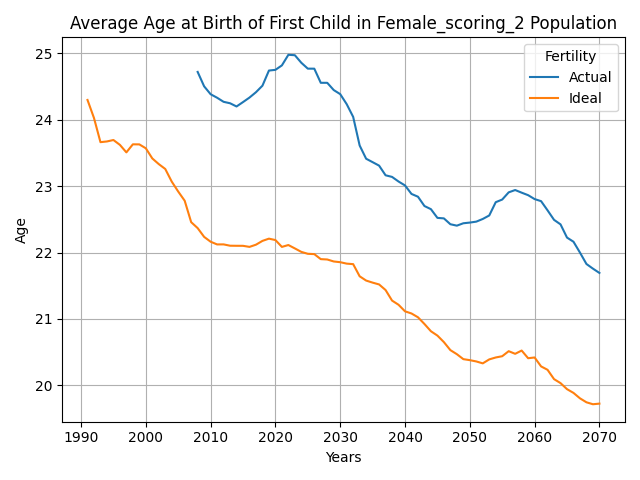 Average Age at Birth of First Child in Female_scoring_2 Population
Fertility
Actual
Ideal
Age
25
24
23
22
21
20
1990 2000 2010 2020 2030 2040 2050 2060 2070
Years